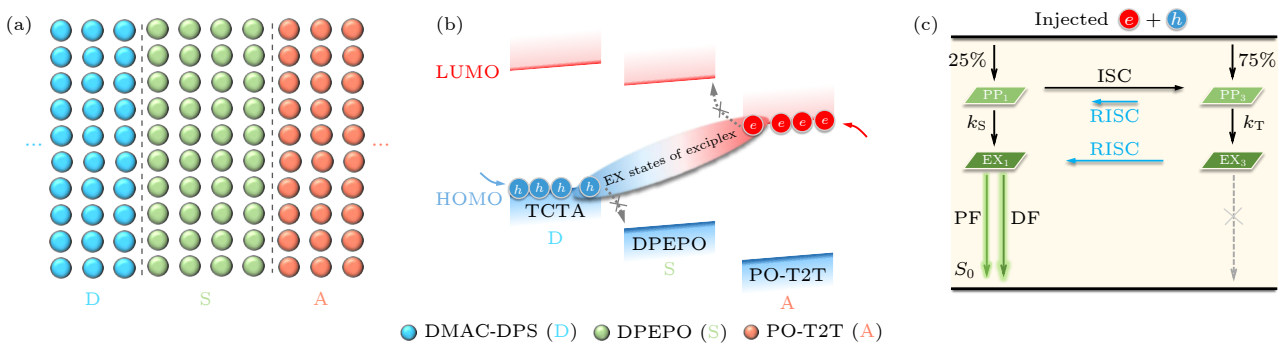 (a)
D
S
A
(b)
LUMO
HOMO
EX states of exciplex
e e e e
h h h h
TCTA
D
DPEPO
S
PO-T2T
A
(c)
Injected e + h
25%
75%
ISC
PP1
PP3
RISC
kS
kT
RISC
EX1
EX3
PF
DF
S0
DMAC-DPS (D) DPEPO (S) PO-T2T (A)